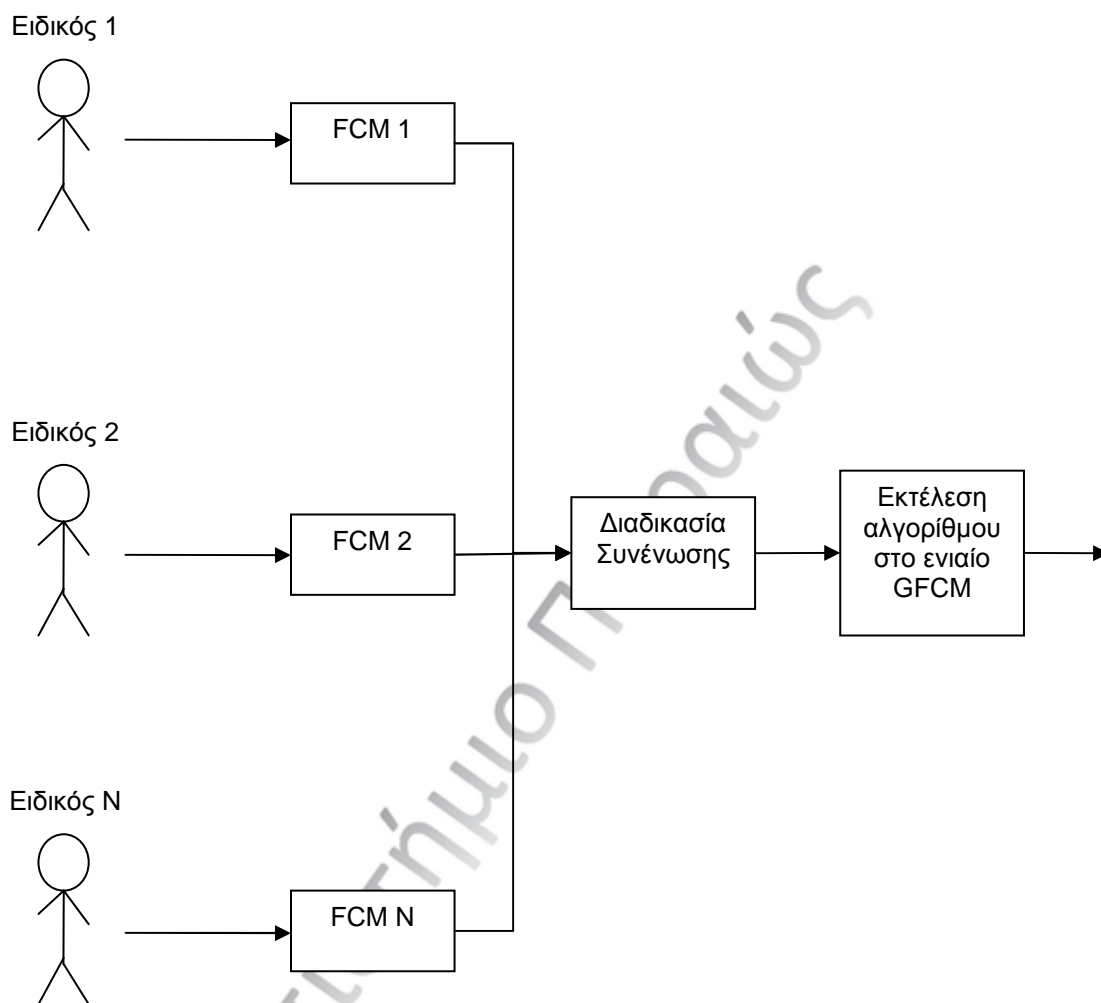 Ειδικός 1
FCM 1
Ειδικός 2
FCM 2
Διαδικασία
Συνένωσης
Εκτέλεση
αλγορίθμου
στο ενιαίο
GFCM
Ειδικός N
FCM N